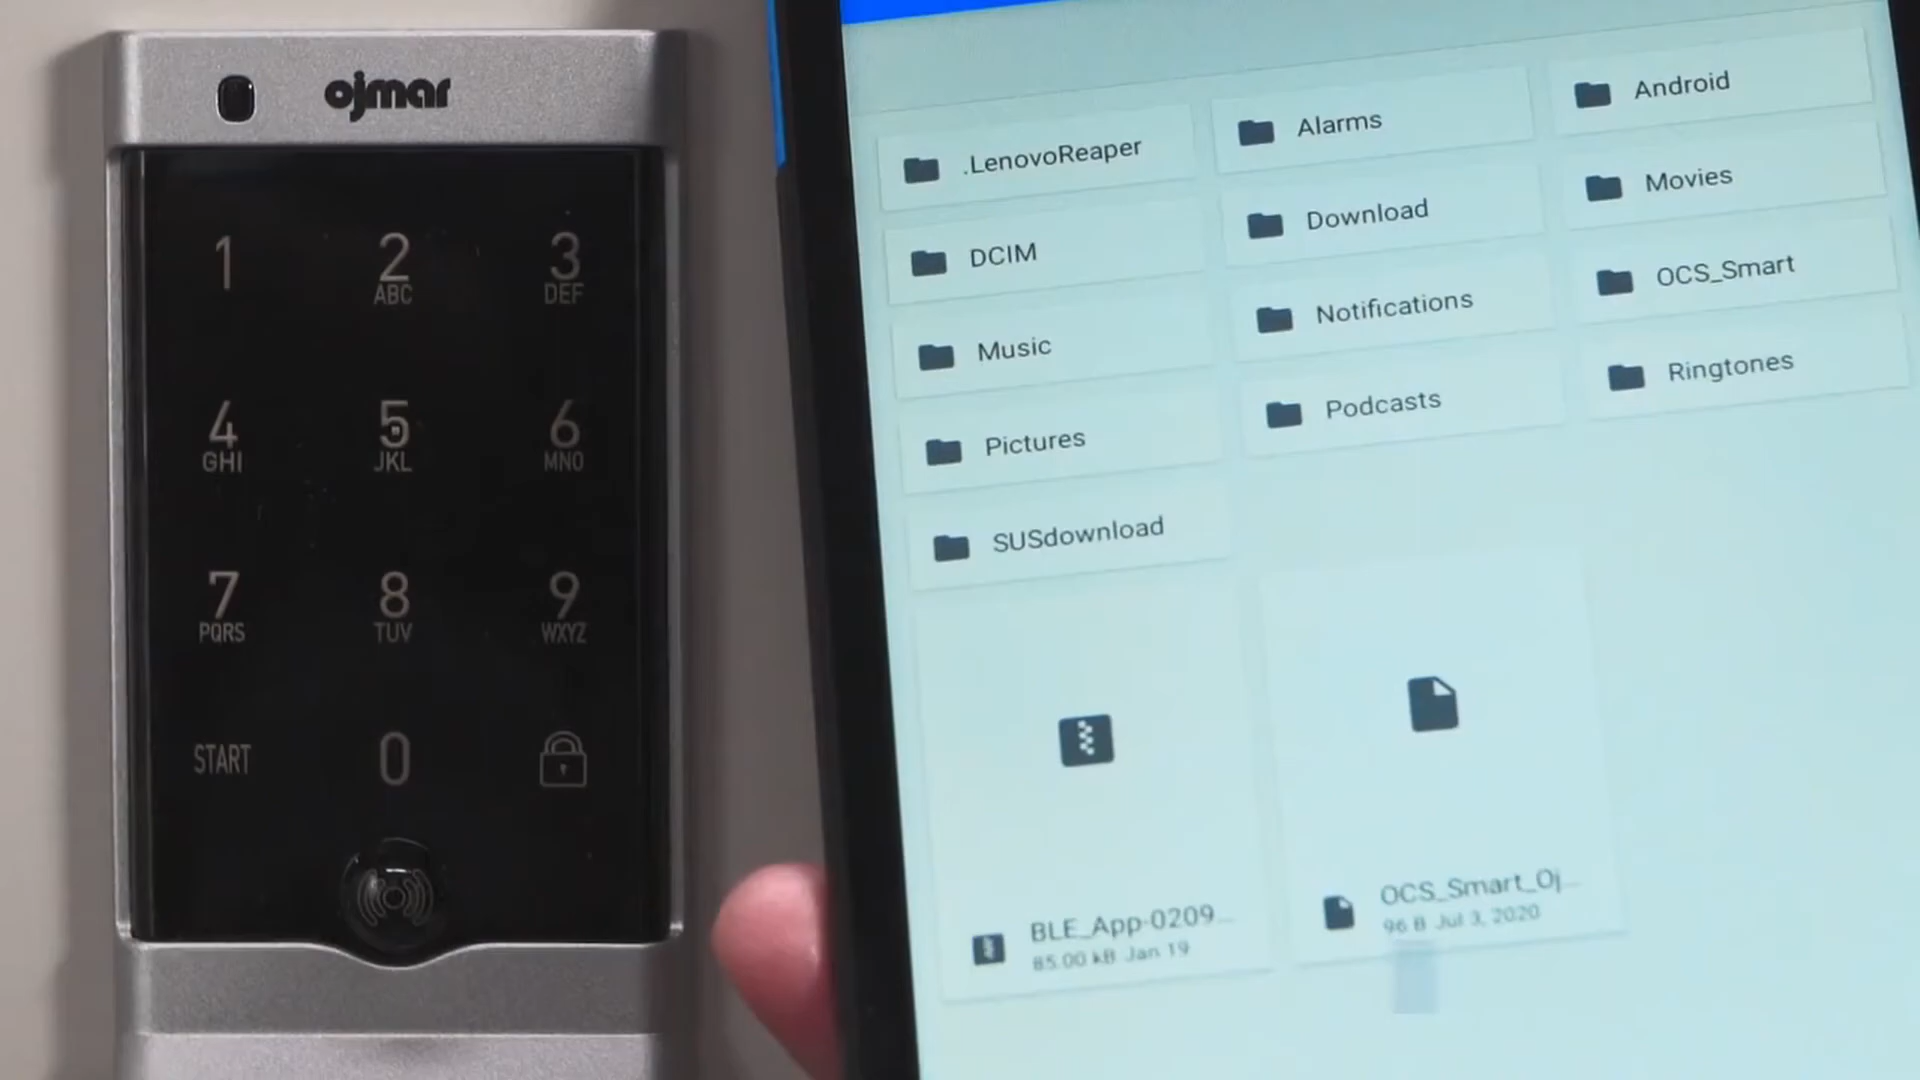 ojmar
1
2
ABC
3
DEF
4
GHI
5
JKL
6
MNO
7
PQRS
8
TUV
9
WXYZ
START
0
.LenovoReaper
Alarms
Android
DCIM
Download
Movies
Music
Notifications
OCS_Smart
Pictures
Podcasts
Ringtones
SUSdownload
BLE_App-0209...
85.00 kB Jan 19
OCS_Smart_Oj...
96 B Jul 3, 2020